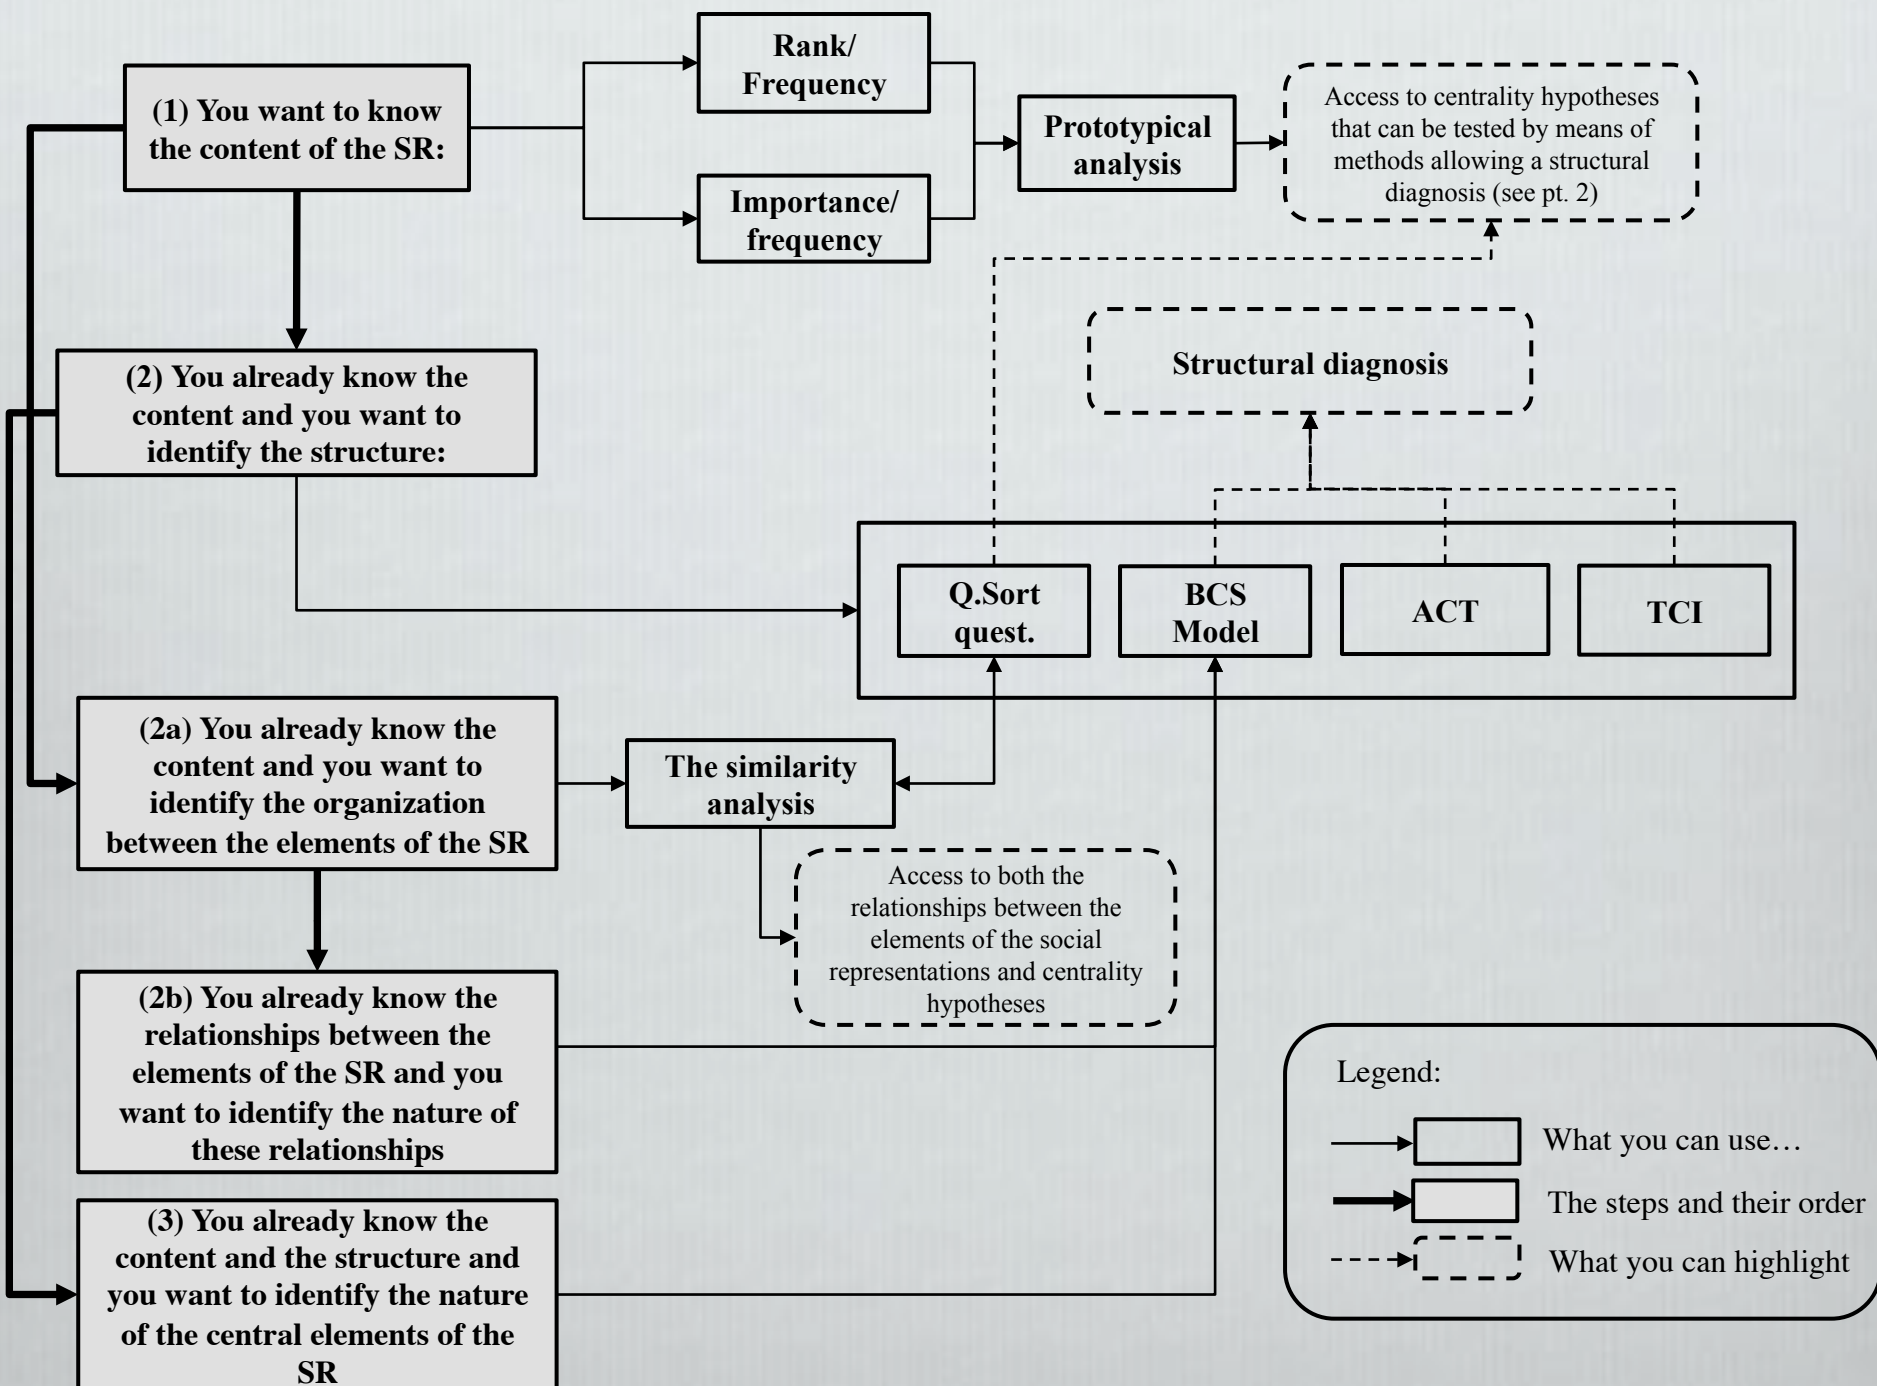 Rank/
Frequency
(1) You want to know
the content of the SR:
Importance/
frequency
Prototypical
analysis
Access to centrality hypotheses
that can be tested by means of
methods allowing a structural
diagnosis (see pt. 2)
Structural diagnosis
(2) You already know the
content and you want to
identify the structure:
Q.Sort
quest.
BCS
Model
ACT
TCI
(2a) You already know the
content and you want to
identify the organization
between the elements of the SR
The similarity
analysis
Access to both the
relationships between the
elements of the social
representations and centrality
hypotheses
(2b) You already know the
relationships between the
elements of the SR and you
want to identify the nature of
these relationships
(3) You already know the
content and the structure and
you want to identify the nature
of the central elements of the
SR
Legend:
What you can use…
The steps and their order
What you can highlight